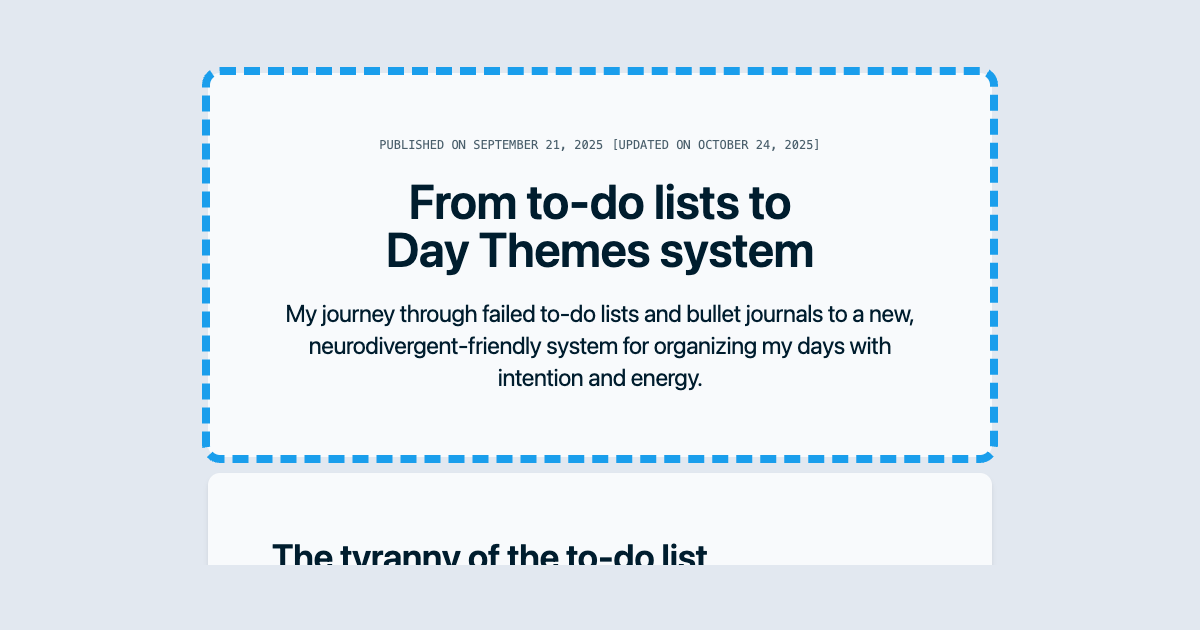 PUBLISHED ON SEPTEMBER 21, 2025 [UPDATED ON OCTOBER 24, 2025]
From to-do lists to
Day Themes system
My journey through failed to-do lists and bullet journals to a new,
neurodivergent-friendly system for organizing my days with
intention and energy.
The tyranny of the to-do list